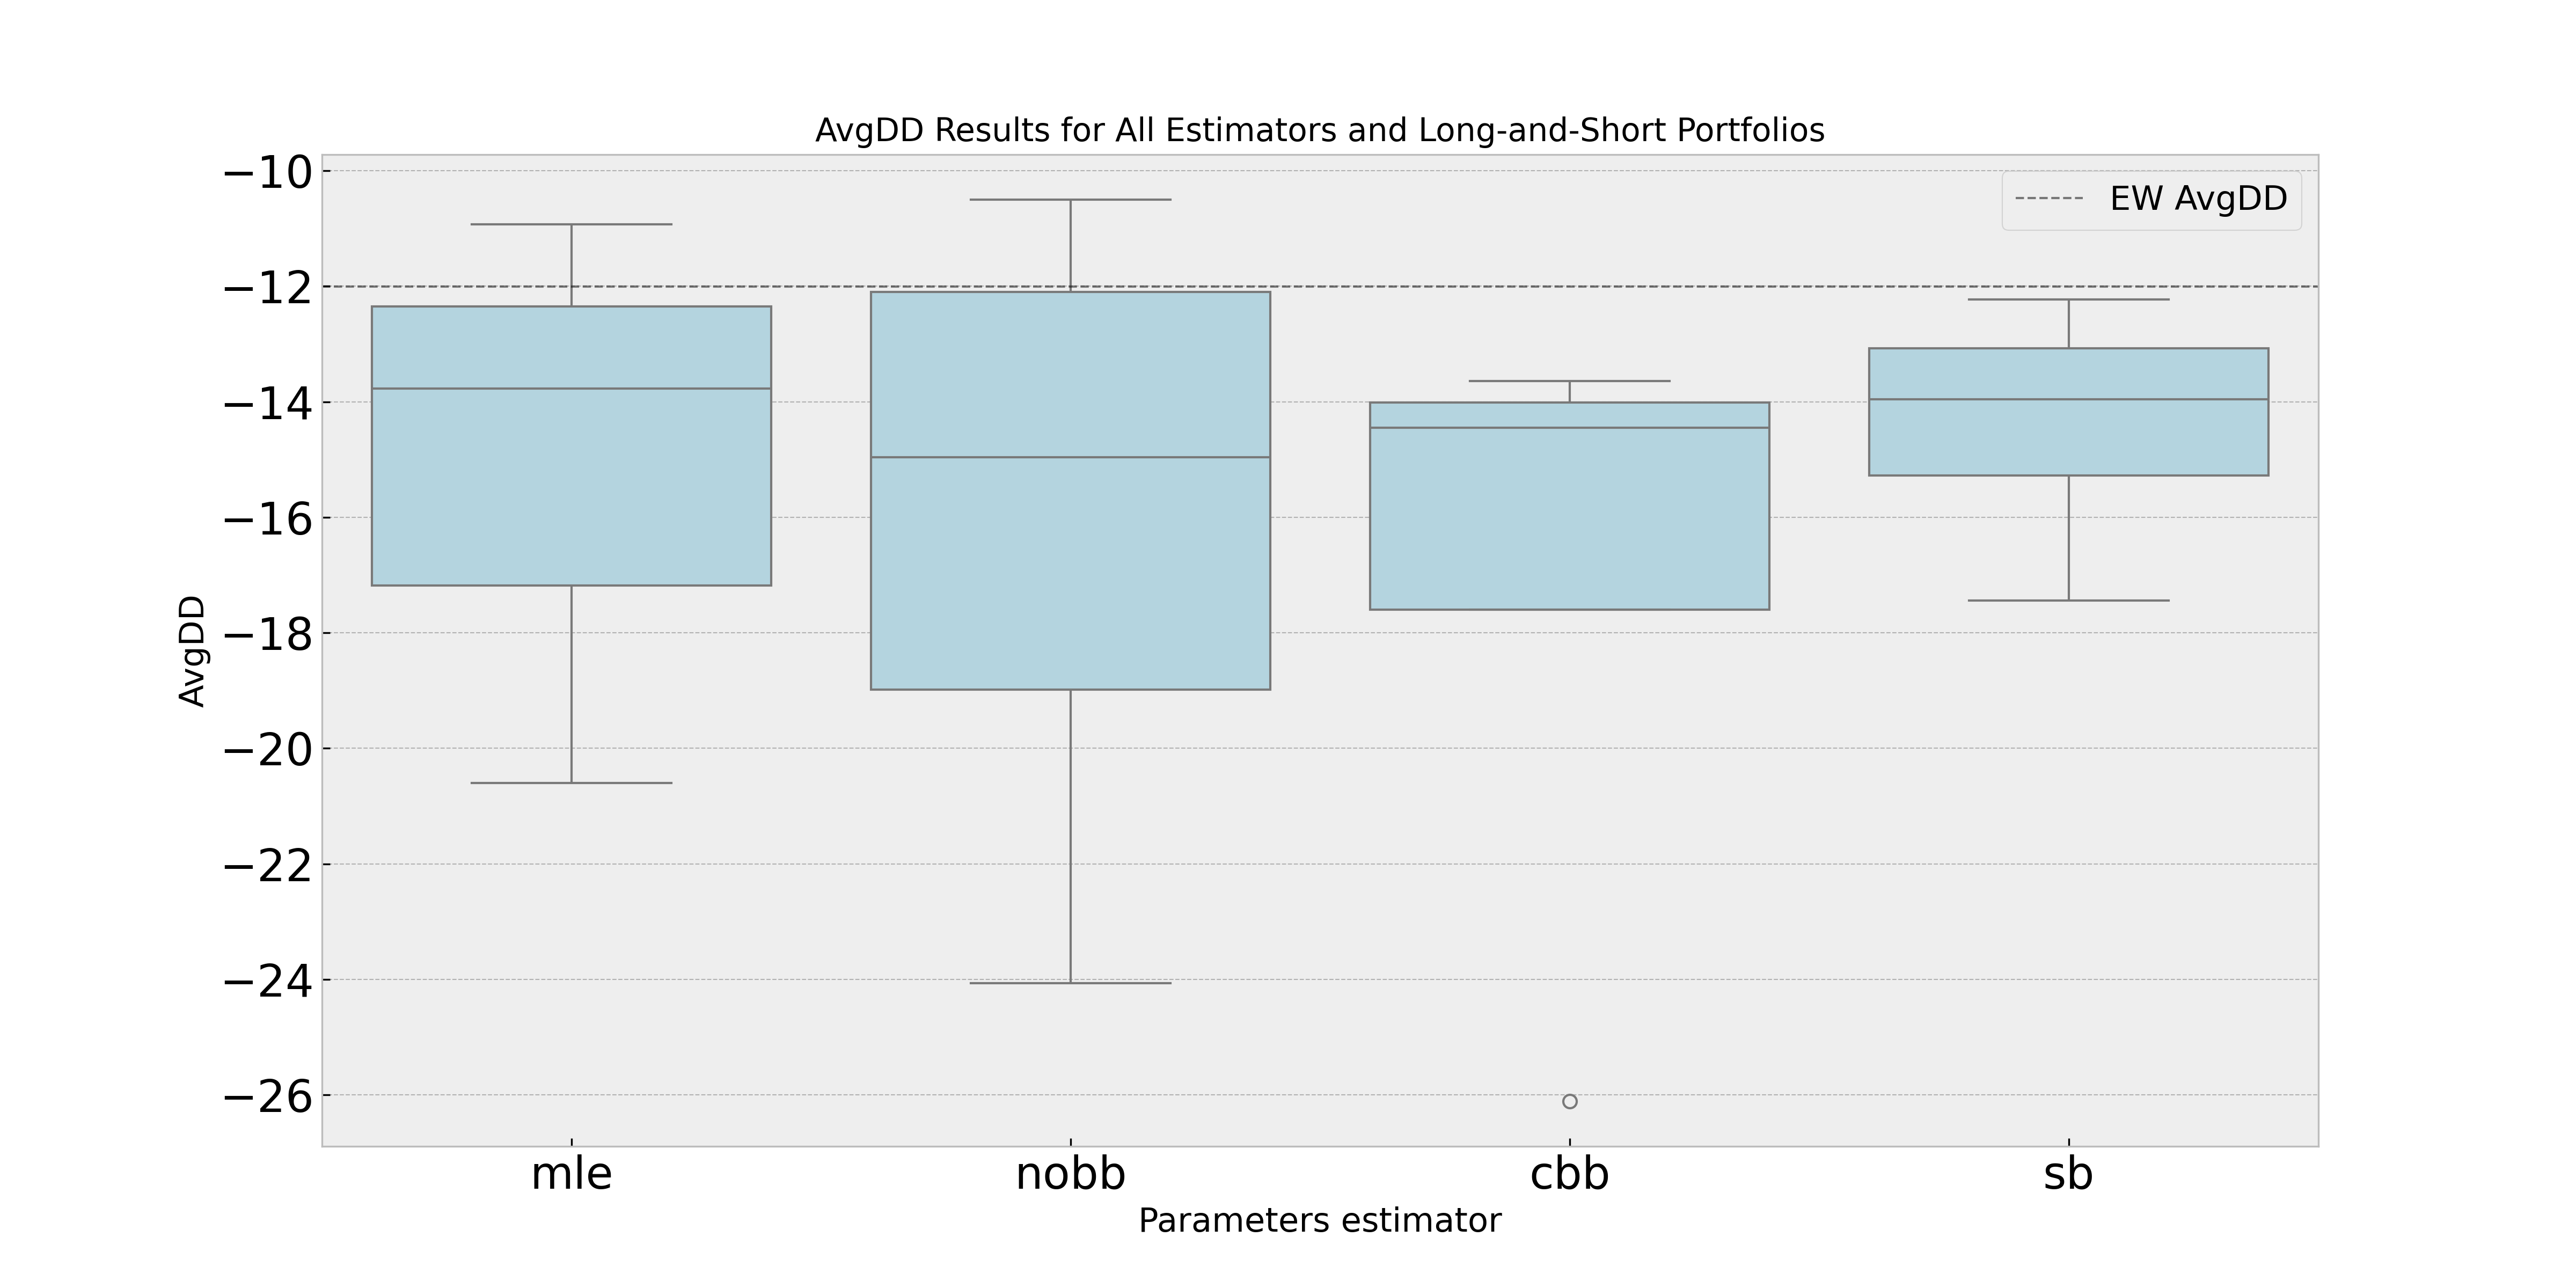 AvgDD Results for All Estimators and Long-and-Short Portfolios
−10
EW AvgDD
−12
−14
−16
−18
AvgDD
−20
−22
−24
−26
mle nobb cbb sb
Parameters estimator